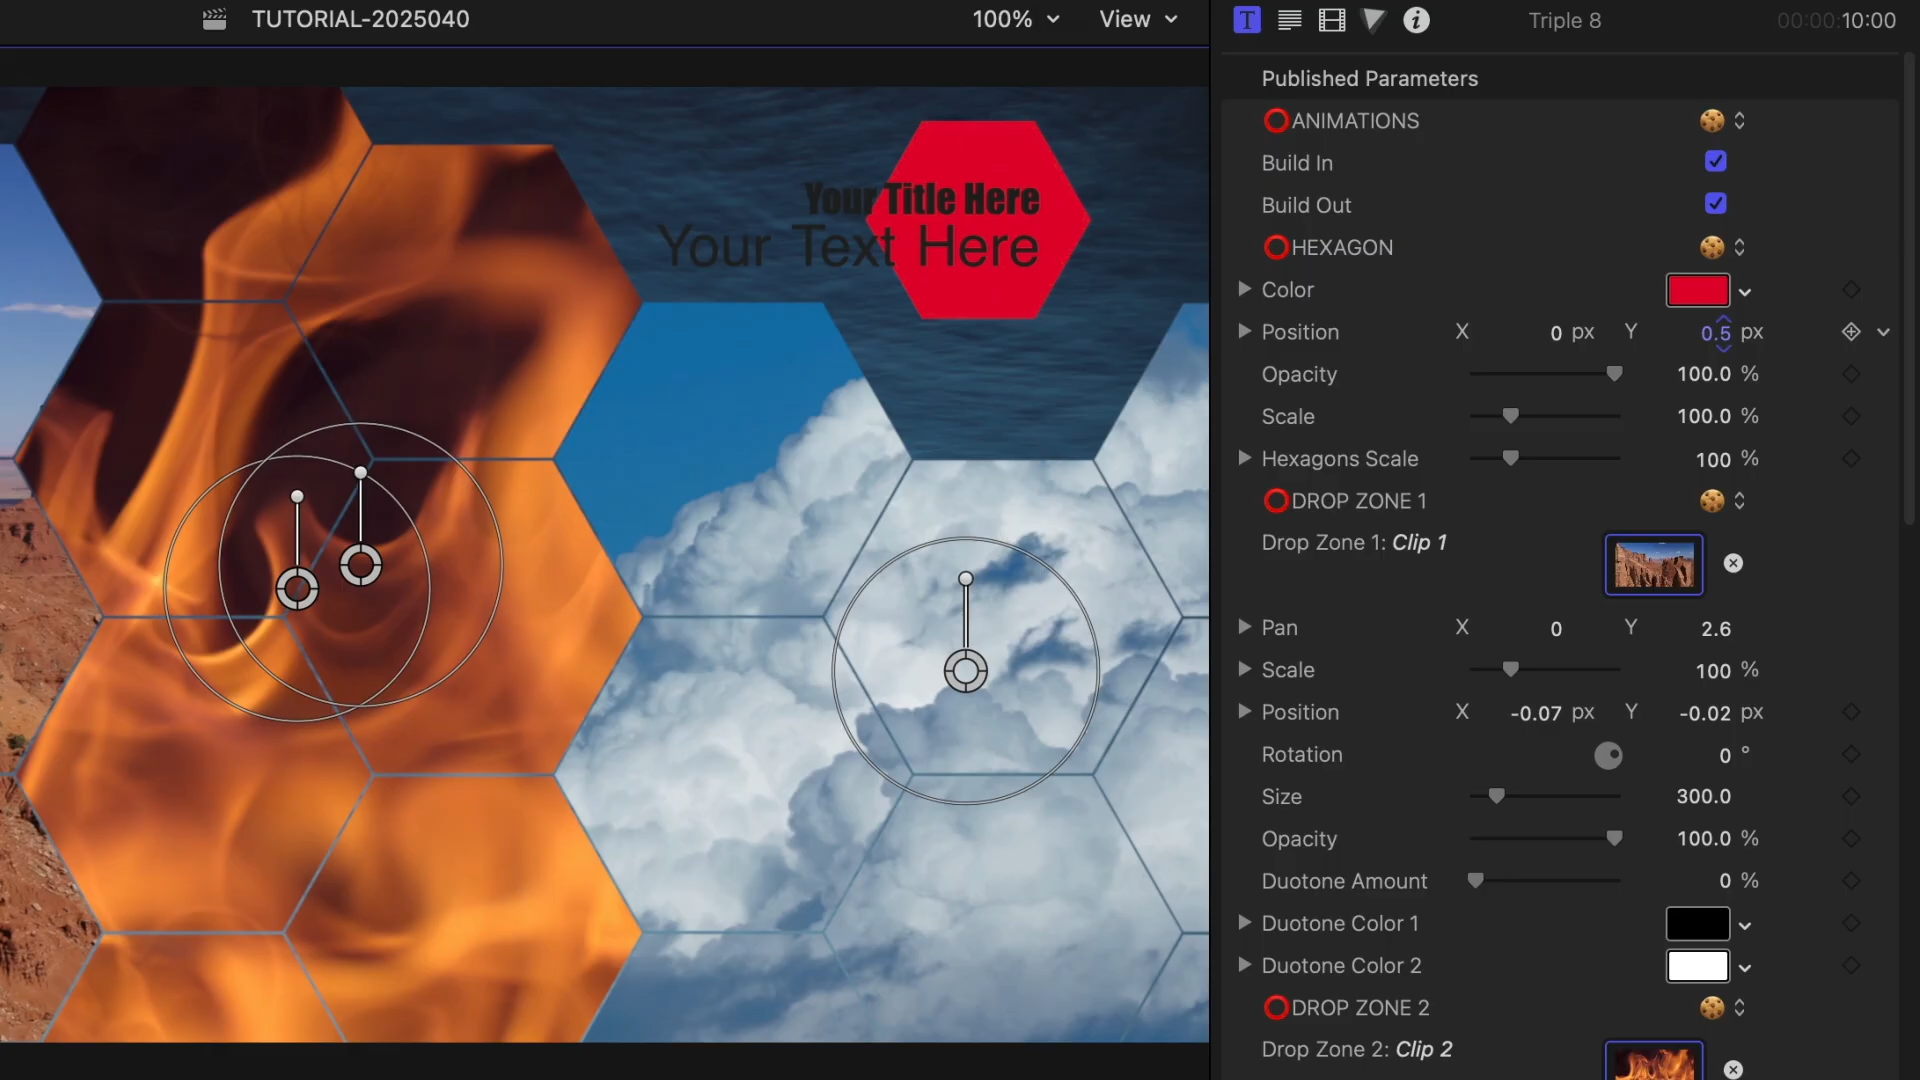 TUTORIAL-2025040
100%
View
Triple 8
00:00:10:00
Published Parameters
ANIMATIONS
Build In
Build Out
HEXAGON
Color
Position X 0 px Y 0.5 px
Opacity 100.0 %
Scale 100.0 %
Hexagons Scale 100 %
DROP ZONE 1
Drop Zone 1: Clip 1
Pan X 0 Y 2.6
Scale 100 %
Position X -0.07 px Y -0.02 px
Rotation 0 °
Size 300.0
Opacity 100.0 %
Duotone Amount 0 %
Duotone Color 1
Duotone Color 2
DROP ZONE 2
Drop Zone 2: Clip 2
Your Title Here
Your Text Here